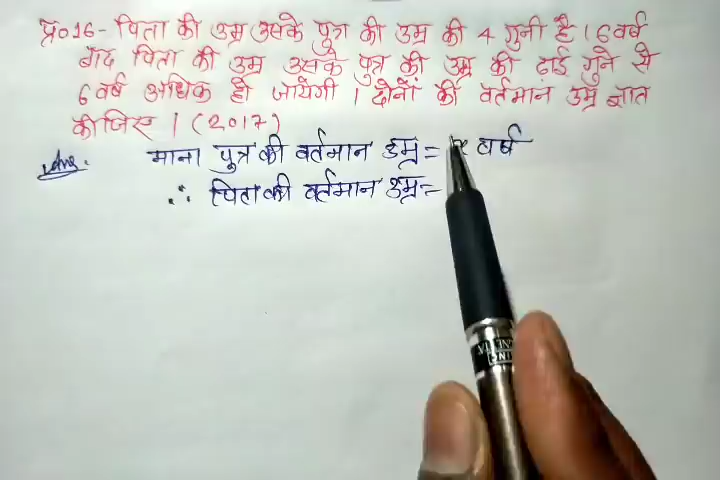 प्र०16- पिता की उम्र उसके पुत्र की उम्र की 4 गुनी है। 6 वर्ष
बाद पिता की उम्र उसके पुत्र की उम्र की ढ़ाई गुने से
6 वर्ष अधिक हो जायेगी । दोनों की वर्तमान उम्र ज्ञात
कीजिए । (2017)
Ans. माना पुत्र की वर्तमान उम्र = वर्ष
∴ पिता की वर्तमान उम्र =